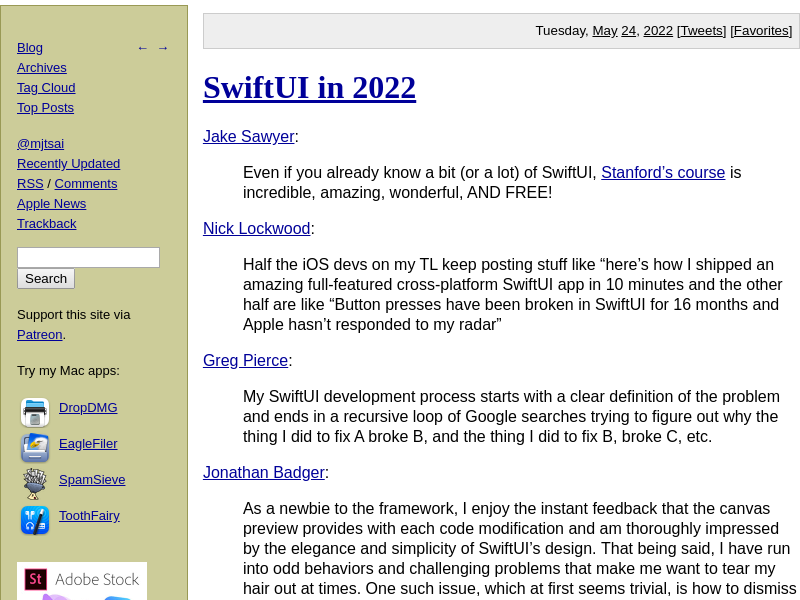 Blog ← →
Archives
Tag Cloud
Top Posts
@mjtsai
Recently Updated
RSS / Comments
Apple News
Trackback
Search
Support this site via
Patreon.
Try my Mac apps:
DropDMG
EagleFiler
SpamSieve
ToothFairy
St Adobe Stock
Tuesday, May 24, 2022 [Tweets] [Favorites]
SwiftUI in 2022
Jake Sawyer:
Even if you already know a bit (or a lot) of SwiftUI, Stanford’s course is
incredible, amazing, wonderful, AND FREE!
Nick Lockwood:
Half the iOS devs on my TL keep posting stuff like “here’s how I shipped an
amazing full-featured cross-platform SwiftUI app in 10 minutes and the other
half are like “Button presses have been broken in SwiftUI for 16 months and
Apple hasn’t responded to my radar”
Greg Pierce:
My SwiftUI development process starts with a clear definition of the problem
and ends in a recursive loop of Google searches trying to figure out why the
thing I did to fix A broke B, and the thing I did to fix B, broke C, etc.
Jonathan Badger:
As a newbie to the framework, I enjoy the instant feedback that the canvas
preview provides with each code modification and am thoroughly impressed
by the elegance and simplicity of SwiftUI’s design. That being said, I have run
into odd behaviors and challenging problems that make me want to tear my
hair out at times. One such issue, which at first seems trivial, is how to dismiss